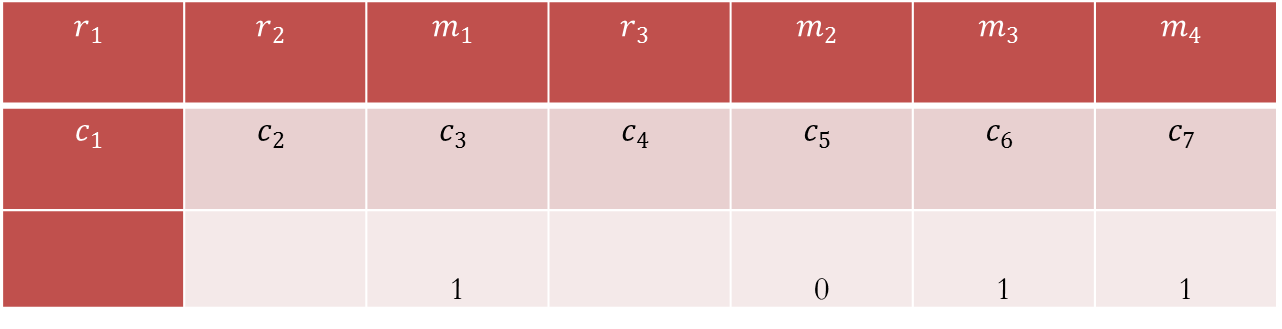 r₁ r₂ m₁ r₃ m₂ m₃ m₄
c₁ c₂ c₃ c₄ c₅ c₆ c₇
1 0 1 1